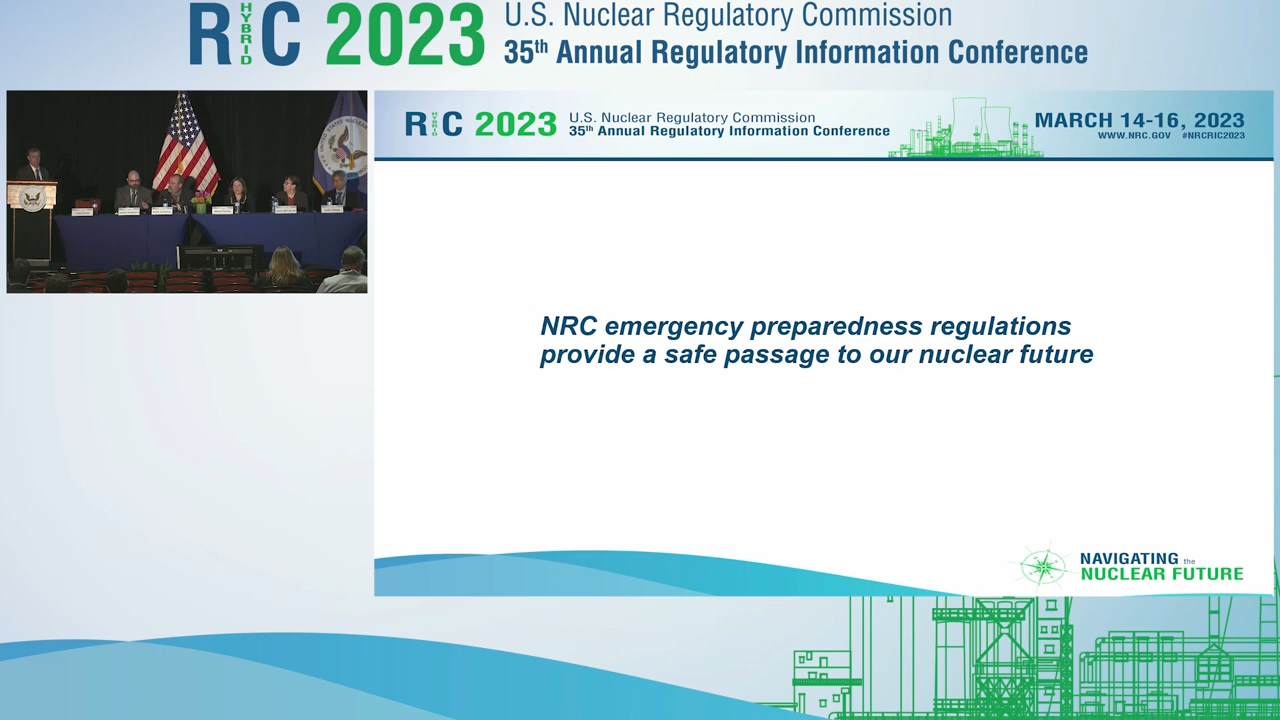 RIC 2023
HYBRID
U.S. Nuclear Regulatory Commission
35th Annual Regulatory Information Conference
RIC 2023
HYBRID
U.S. Nuclear Regulatory Commission
35th Annual Regulatory Information Conference
MARCH 14-16, 2023
WWW.NRC.GOV #NRCRIC2023
NRC emergency preparedness regulations
provide a safe passage to our nuclear future
NAVIGATING the
NUCLEAR FUTURE